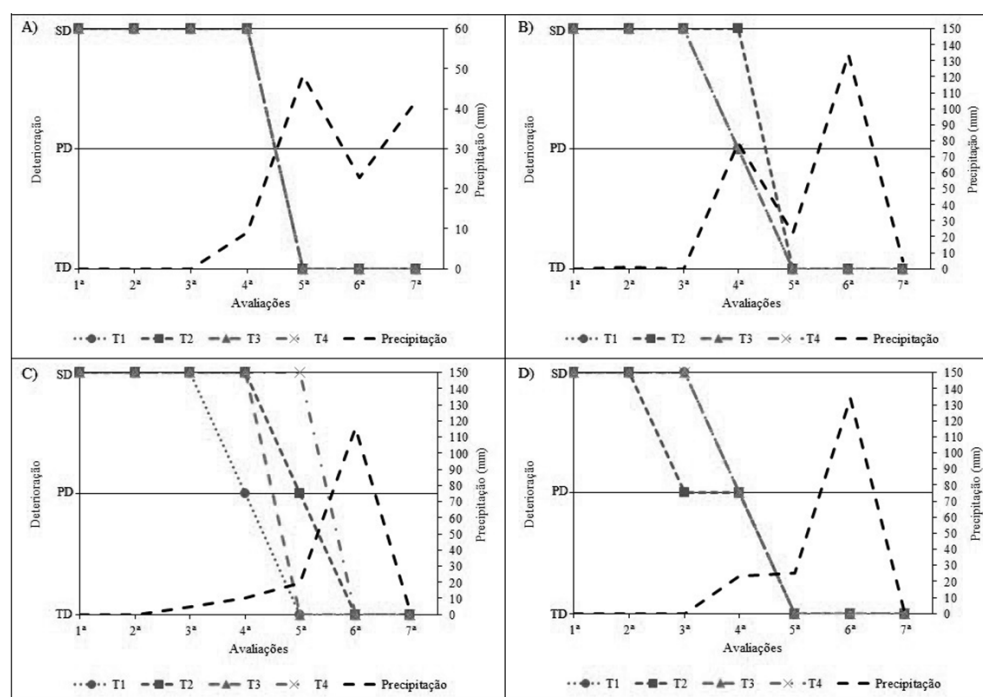 A)
SD
PD
TD
Deterioração
60
50
40
30
20
10
0
Precipitação (mm)
1ª 2ª 3ª 4ª 5ª 6ª 7ª
Avaliações
T1 T2 T3 T4 Precipitação
B)
SD
PD
TD
Deterioração
150
140
130
120
110
100
90
80
70
60
50
40
30
20
10
0
Precipitação (mm)
1ª 2ª 3ª 4ª 5ª 6ª 7ª
Avaliações
T1 T2 T3 T4 Precipitação
C)
SD
PD
TD
Deterioração
150
140
130
120
110
100
90
80
70
60
50
40
30
20
10
0
Precipitação (mm)
1ª 2ª 3ª 4ª 5ª 6ª 7ª
Avaliações
T1 T2 T3 T4 Precipitação
D)
SD
PD
TD
Deterioração
150
140
130
120
110
100
90
80
70
60
50
40
30
20
10
0
Precipitação (mm)
1ª 2ª 3ª 4ª 5ª 6ª 7ª
Avaliações
T1 T2 T3 T4 Precipitação